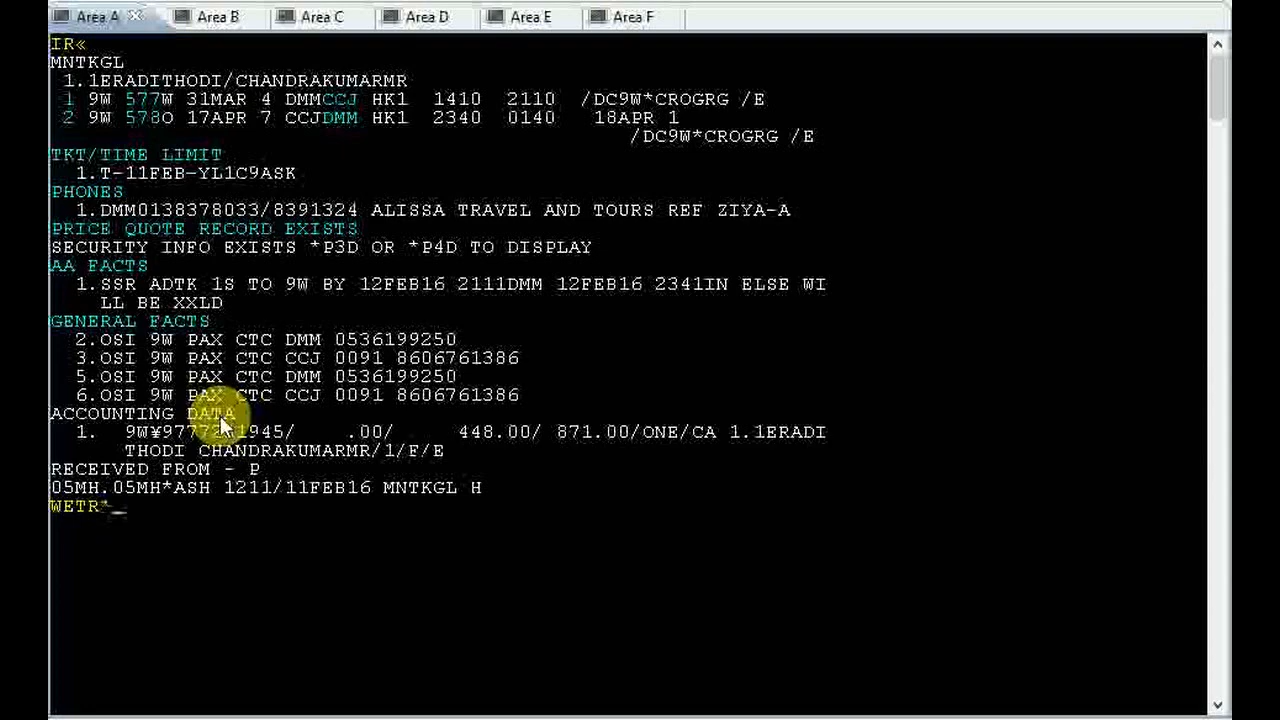 Area A Area B Area C Area D Area E Area F
IR«
MNTKGL
1.1ERADITHODI/CHANDRAKUMARMR
1 9W 577W 31MAR 4 DMMCCJ HK1 1410 2110 /DC9W*CROGRG /E
2 9W 578O 17APR 7 CCJDMM HK1 2340 0140 18APR 1
/DC9W*CROGRG /E
TKT/TIME LIMIT
1.T-11FEB-YL1C9ASK
PHONES
1.DMM0138378033/8391324 ALISSA TRAVEL AND TOURS REF ZIYA-A
PRICE QUOTE RECORD EXISTS
SECURITY INFO EXISTS *P3D OR *P4D TO DISPLAY
AA FACTS
1.SSR ADTK 1S TO 9W BY 12FEB16 2111DMM 12FEB16 2341IN ELSE WI
LL BE XXLD
GENERAL FACTS
2.OSI 9W PAX CTC DMM 0536199250
3.OSI 9W PAX CTC CCJ 0091 8606761386
5.OSI 9W PAX CTC DMM 0536199250
6.OSI 9W PAX CTC CCJ 0091 8606761386
ACCOUNTING DATA
1. .00/ 448.00/ 871.00/ONE/CA 1.1ERADI
THODI CHANDRAKUMARMR/1/F/E
RECEIVED FROM - P
05MH.05MH*ASH 1211/11FEB16 MNTKGL H
WETR*_